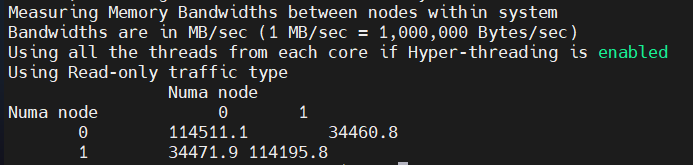 Measuring Memory Bandwidths between nodes within system
Bandwidths are in MB/sec (1 MB/sec = 1,000,000 Bytes/sec)
Using all the threads from each core if Hyper-threading is enabled
Using Read-only traffic type
Numa node
Numa node 0 1
0 114511.1 34460.8
1 34471.9 114195.8